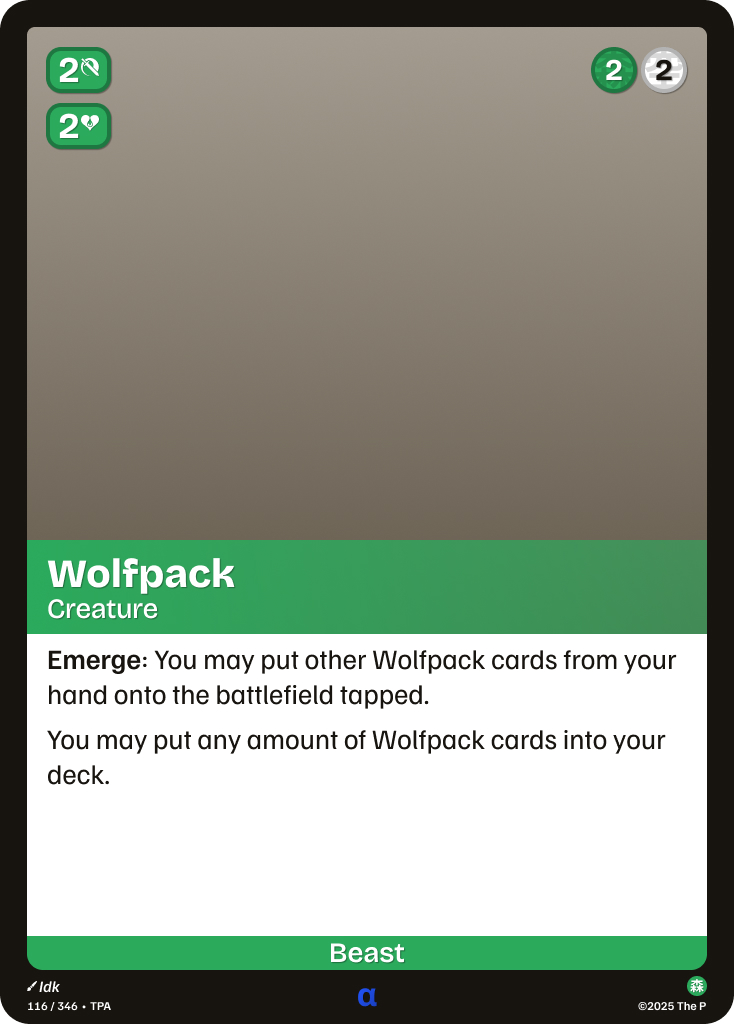 2
2 2
2
Wolfpack
Creature
Emerge: You may put other Wolfpack cards from your
hand onto the battlefield tapped.
You may put any amount of Wolfpack cards into your
deck.
Beast
Idk
116 / 346 • TPA
α
森
©2025 The P